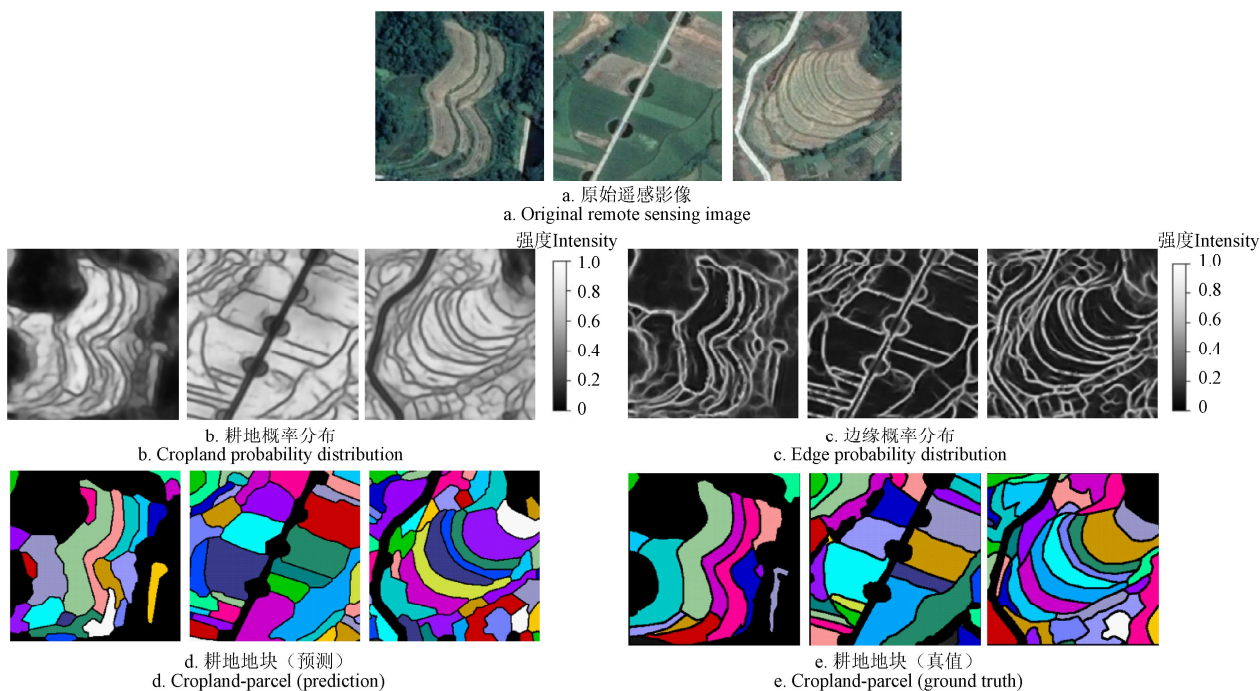 a. 原始遥感影像
a. Original remote sensing image
强度Intensity
1.0
0.8
0.6
0.4
0.2
0
强度Intensity
1.0
0.8
0.6
0.4
0.2
0
b. 耕地概率分布
b. Cropland probability distribution
c. 边缘概率分布
c. Edge probability distribution
d. 耕地地块（预测）
d. Cropland-parcel (prediction)
e. 耕地地块（真值）
e. Cropland-parcel (ground truth)